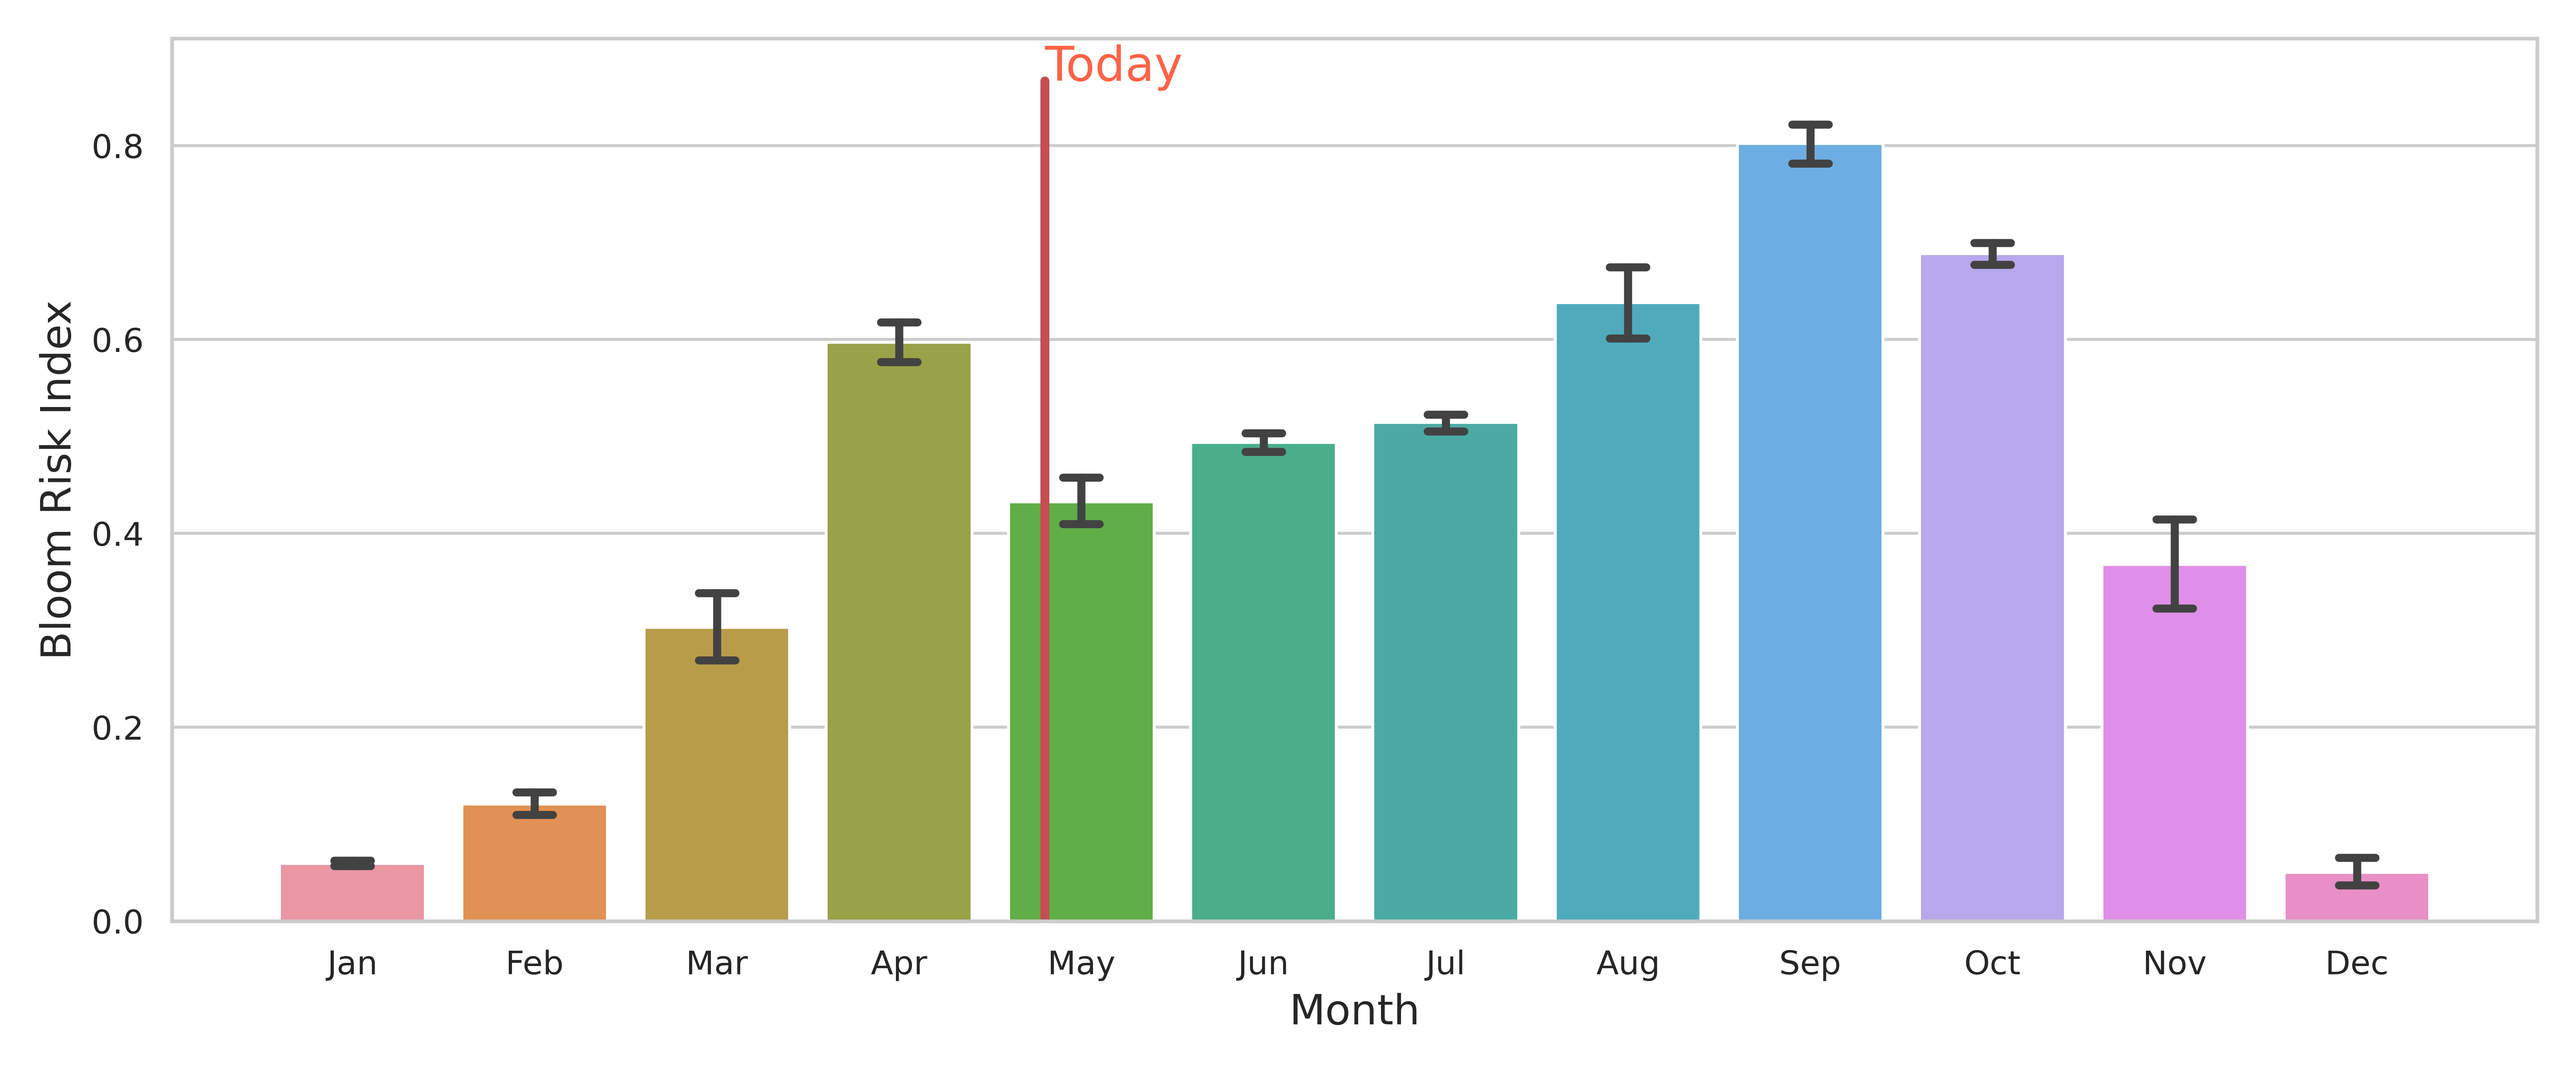 Today
Bloom Risk Index
0.8
0.6
0.4
0.2
0.0
Jan Feb Mar Apr May Jun Jul Aug Sep Oct Nov Dec
Month